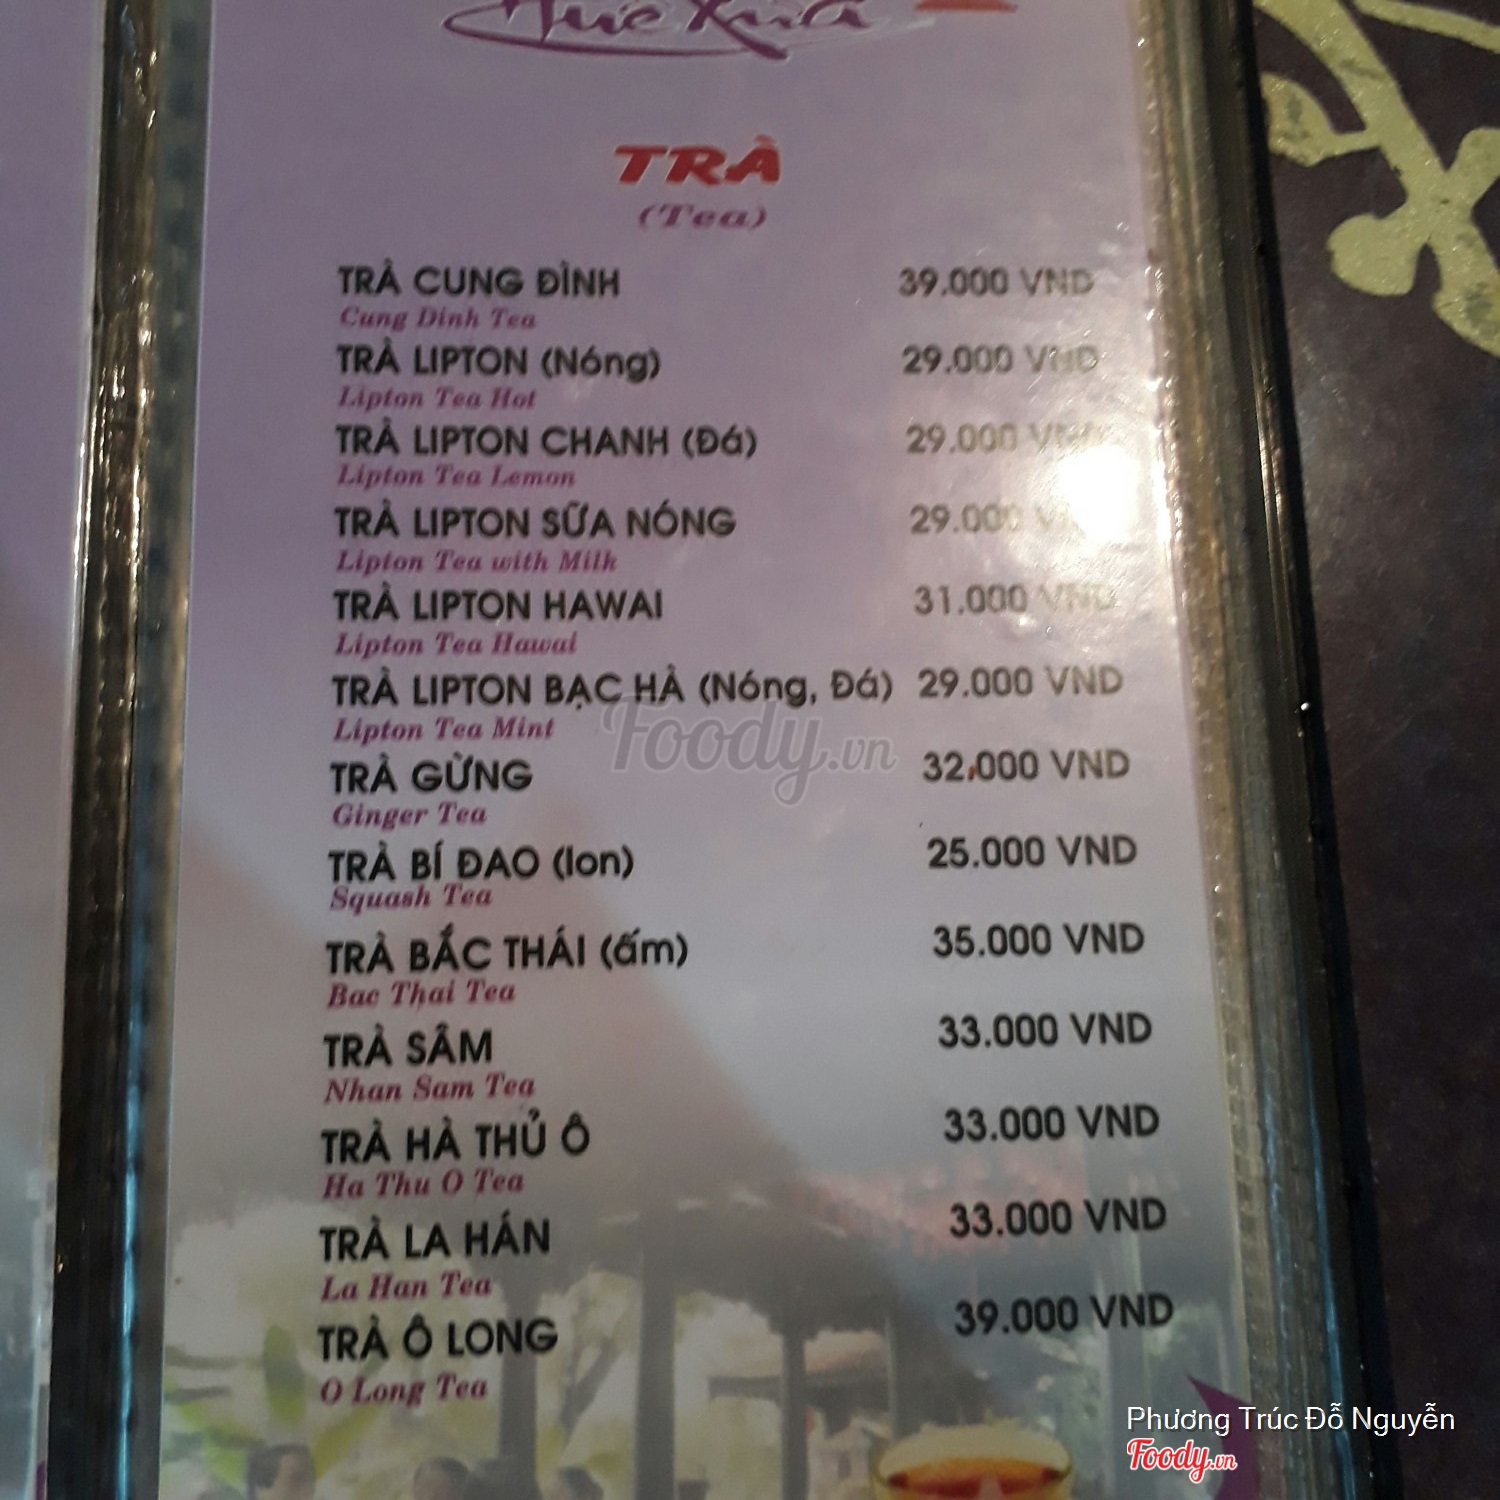 TRÀ
(Tea)
TRÀ CUNG ĐÌNH 39.000 VND
Cung Dinh Tea
TRÀ LIPTON (Nóng) 29.000 VND
Lipton Tea Hot
TRÀ LIPTON CHANH (Đá) 29.000 VND
Lipton Tea Lemon
TRÀ LIPTON SỮA NÓNG 29.000
Lipton Tea with Milk
TRÀ LIPTON HAWAI 31.000 VND
Lipton Tea Hawai
TRÀ LIPTON BẠC HÀ (Nóng, Đá) 29.000 VND
Lipton Tea Mint
Foody.vn
TRÀ GỪNG 32.000 VND
Ginger Tea
TRÀ BÍ ĐAO (lon) 25.000 VND
Squash Tea
TRÀ BẮC THÁI (ấm) 35.000 VND
Bac Thai Tea
TRÀ SÂM 33.000 VND
Nhan Sam Tea
TRÀ HÀ THỦ Ô 33.000 VND
Ha Thu O Tea
TRÀ LA HÁN 33.000 VND
La Han Tea
TRÀ Ô LONG 39.000 VND
O Long Tea
Phương Trúc Đỗ Nguyễn
Foody.vn